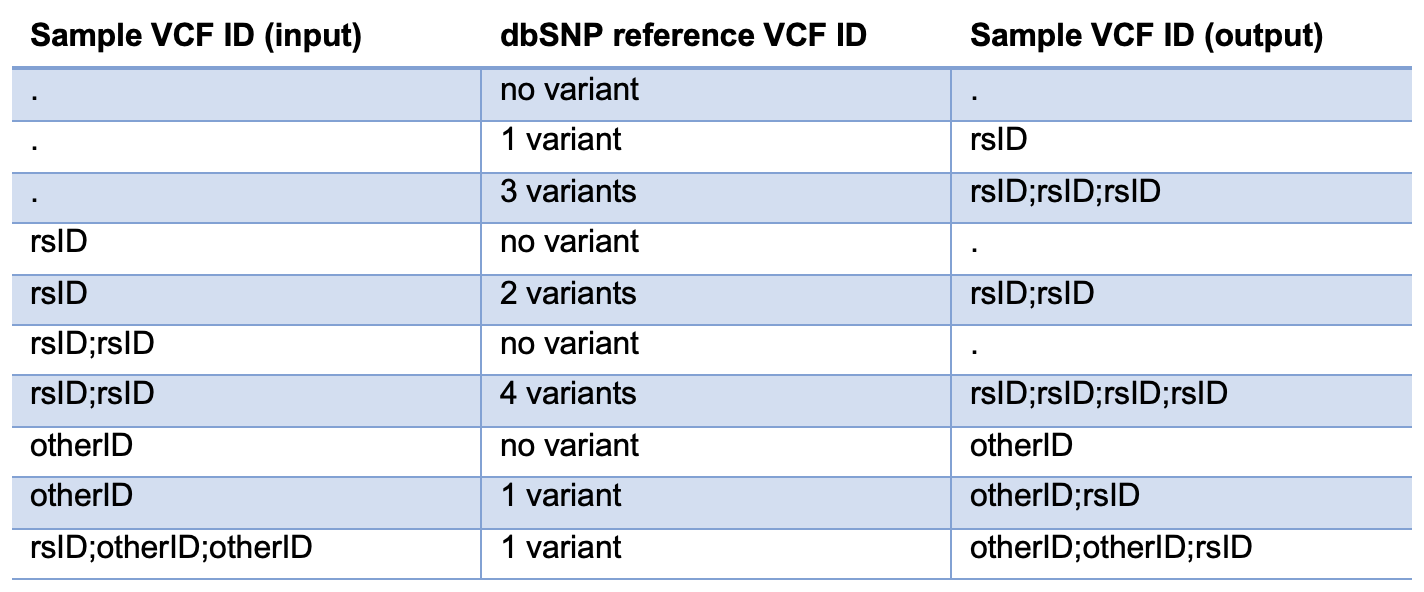 Sample VCF ID (input) dbSNP reference VCF ID Sample VCF ID (output)
. no variant .
. 1 variant rsID
. 3 variants rsID;rsID;rsID
rsID no variant .
rsID 2 variants rsID;rsID
rsID;rsID no variant .
rsID;rsID 4 variants rsID;rsID;rsID;rsID
otherID no variant otherID
otherID 1 variant otherID;rsID
rsID;otherID;otherID 1 variant otherID;otherID;rsID